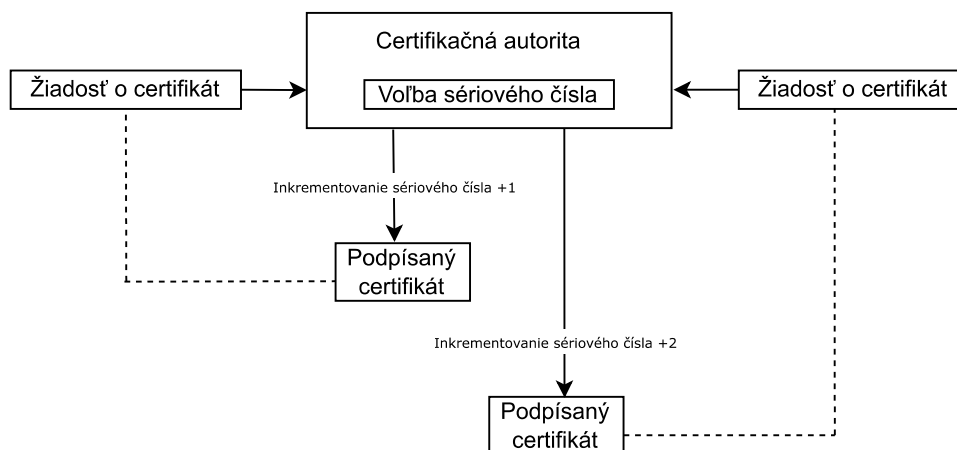 Certifikačná autorita
Žiadosť o certifikát
Voľba sériového čísla
Žiadosť o certifikát
Inkrementovanie sériového čísla +1
Podpísaný
certifikát
Inkrementovanie sériového čísla +2
Podpísaný
certifikát